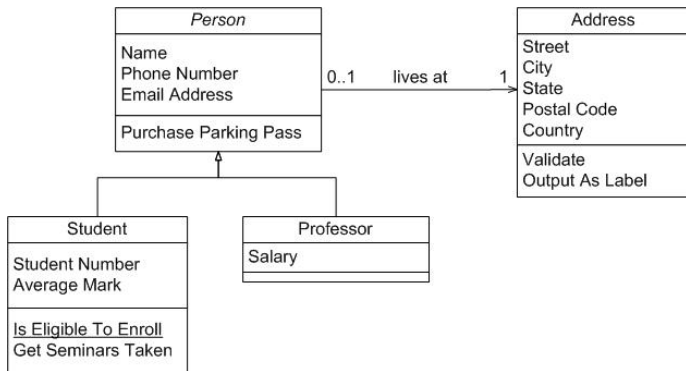 Person
Name
Phone Number
Email Address
Purchase Parking Pass
0..1 lives at 1
Address
Street
City
State
Postal Code
Country
Validate
Output As Label
Student
Student Number
Average Mark
Is Eligible To Enroll
Get Seminars Taken
Professor
Salary